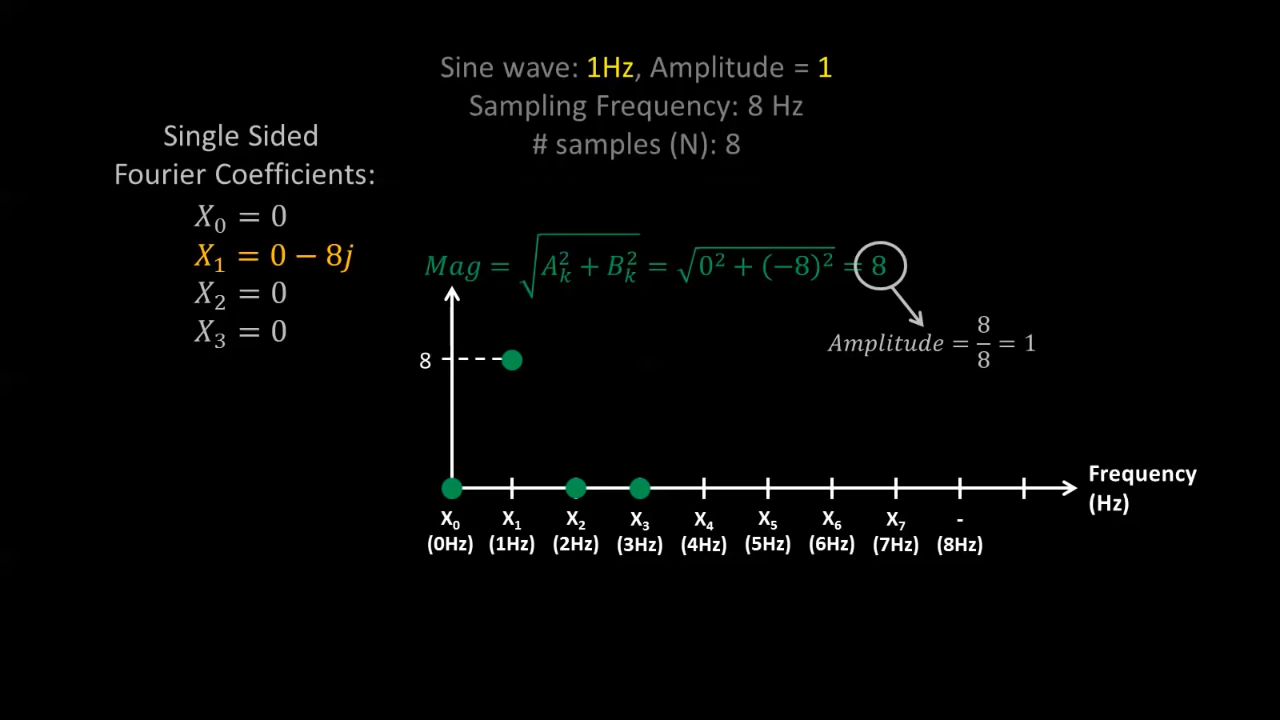 Sine wave: 1Hz, Amplitude = 1
Sampling Frequency: 8 Hz
# samples (N): 8
Single Sided
Fourier Coefficients:
X₀ = 0
X₁ = 0 − 8j
X₂ = 0
X₃ = 0
Mag = √(A_k² + B_k²) = √(0² + (−8)²) = 8
Amplitude = 8/8 = 1
8
Frequency
(Hz)
X₀ X₁ X₂ X₃ X₄ X₅ X₆ X₇ -
(0Hz) (1Hz) (2Hz) (3Hz) (4Hz) (5Hz) (6Hz) (7Hz) (8Hz)